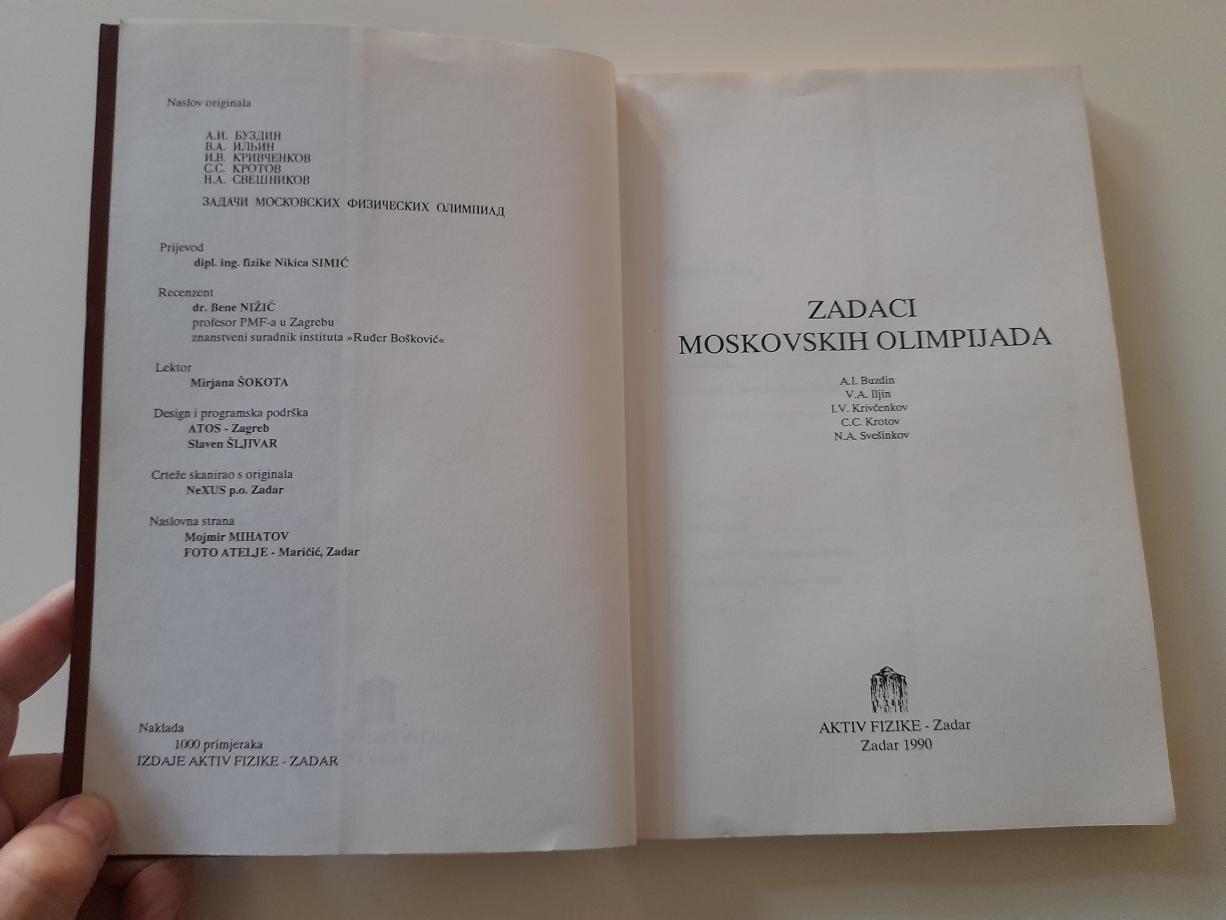 Naslov originala
А.И. БУЗДИН
В.А. ИЛЬИН
И.В. КРИВЧЕНКОВ
С.С. КРОТОВ
Н.А. СВЕШНИКОВ
ЗАДАЧИ МОСКОВСКИХ ФИЗИЧЕСКИХ ОЛИМПИАД
Prijevod
dipl. ing. fizike Nikica SIMIĆ
Recenzent
dr. Bene NIŽIĆ
profesor PMF-a u Zagrebu
znanstveni suradnik instituta »Ruđer Bošković«
Lektor
Mirjana ŠOKOTA
Design i programska podrška
ATOS - Zagreb
Slaven ŠLJIVAR
Crteže skanirao s originala
NeXUS p.o. Zadar
Naslovna strana
Mojmir MIHATOV
FOTO ATELJE - Maričić, Zadar
Naklada
1000 primjeraka
IZDAJE AKTIV FIZIKE - ZADAR
ZADACI
MOSKOVSKIH OLIMPIJADA
A.I. Buzdin
V.A. Iljin
I.V. Krivčenkov
C.C. Krotov
N.A. Svešinkov
AKTIV FIZIKE - Zadar
Zadar 1990